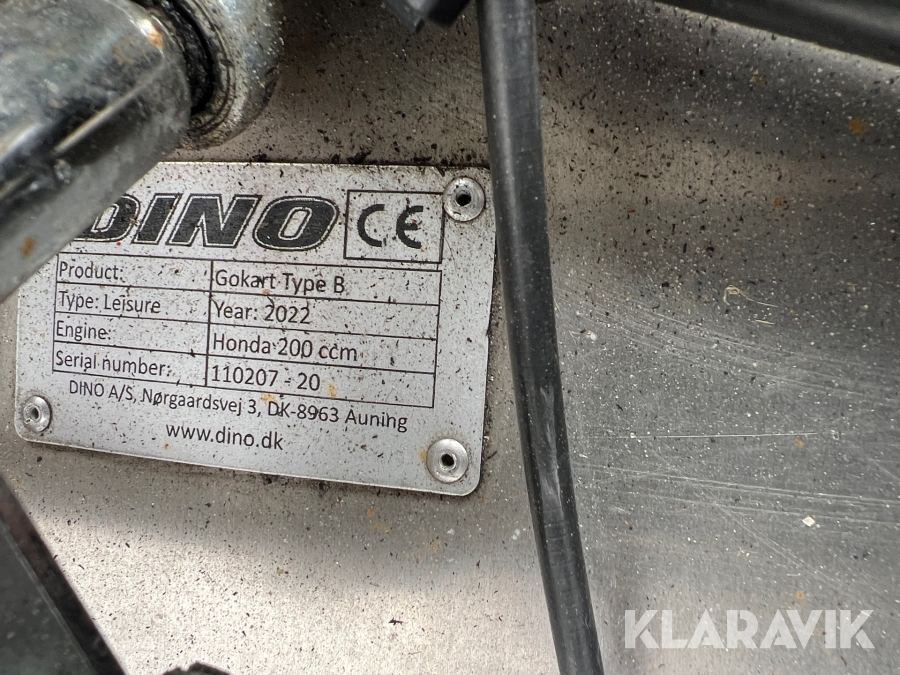 DINO CE
Product: Gokart Type B
Type: Leisure Year: 2022
Engine: Honda 200 ccm
Serial number: 110207 - 20
DINO A/S, Nørgaardsvej 3, DK-8963 Auning
www.dino.dk
KLARAVIK